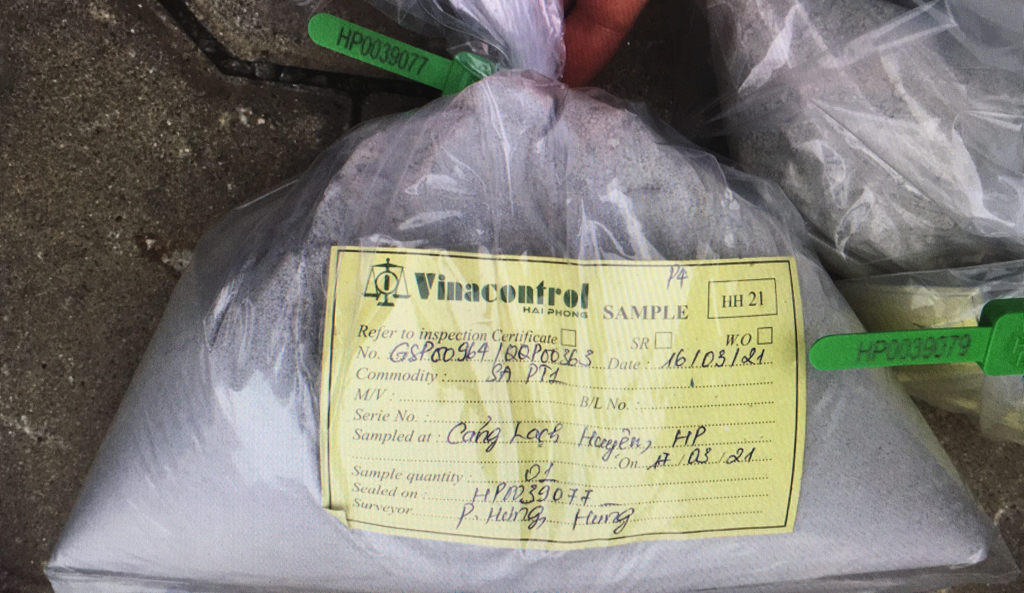 HP0039077
Vinacontrol
HAI PHONG
SAMPLE
1/4
HH 21
Refer to inspection Certificate SR W.O
No. GSP00964/QQP00363 Date: 16/03/21
Commodity: SA PT1
M/V: B/L No.:
Serie No.:
Sampled at: Cảng Lạch Huyện, HP
On 17/03/21
Sample quantity: 01
Sealed on: HP0039077
Surveyor P. Hưng, Hưng
HP0039079